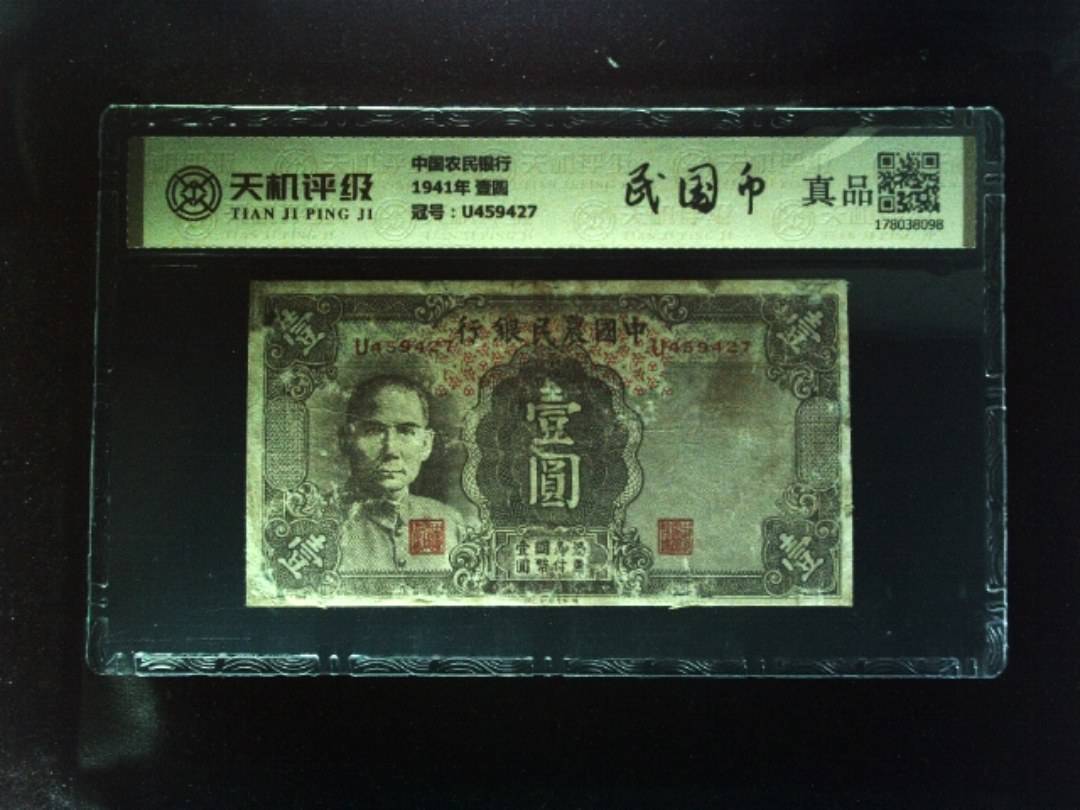 天机评级
TIAN JI PING JI
中国农民银行
1941年 壹圆
冠号：U459427
民国币
真品
178038098
行銀民農國中
U459427
U459427
壹
壹
壹
圓
壹
壹